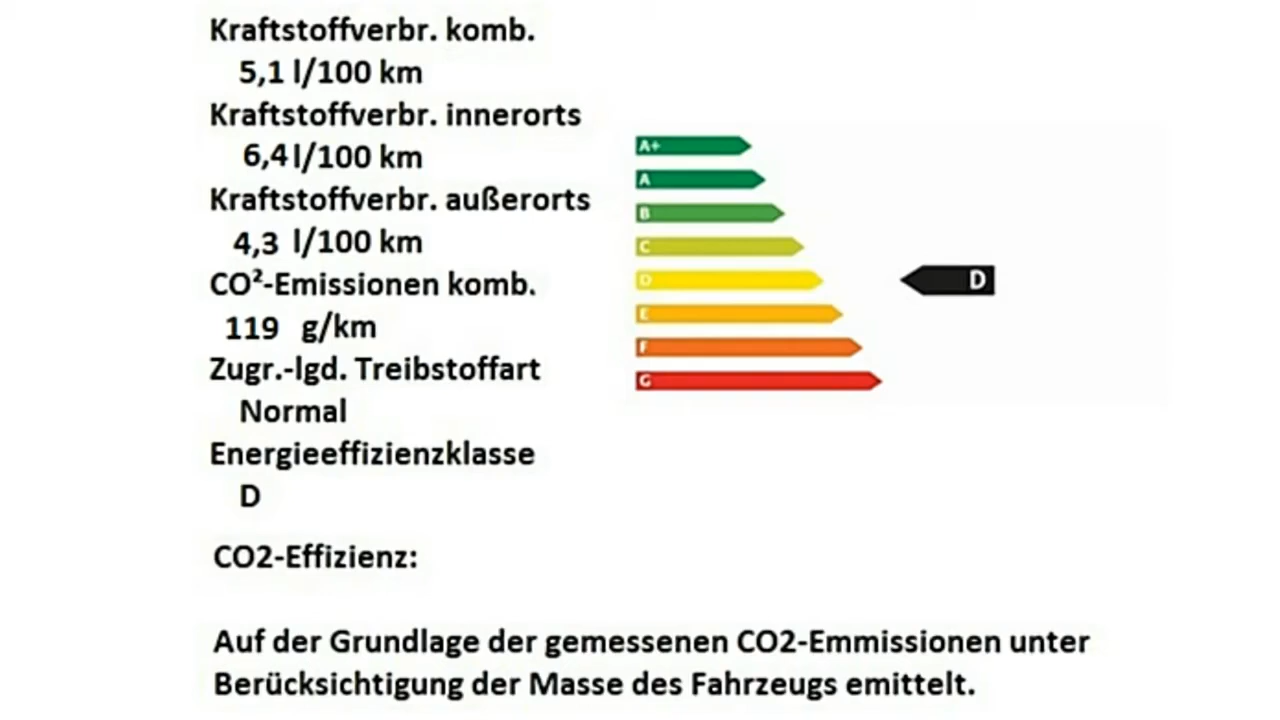 Kraftstoffverbr. komb.
5,1 l/100 km
Kraftstoffverbr. innerorts
6,4 l/100 km
Kraftstoffverbr. außerorts
4,3 l/100 km
CO²-Emissionen komb.
119 g/km
Zugr.-lgd. Treibstoffart
Normal
Energieeffizienzklasse
D
A+
A
B
C
D
D
E
F
G
CO2-Effizienz:
Auf der Grundlage der gemessenen CO2-Emmissionen unter
Berücksichtigung der Masse des Fahrzeugs emittelt.